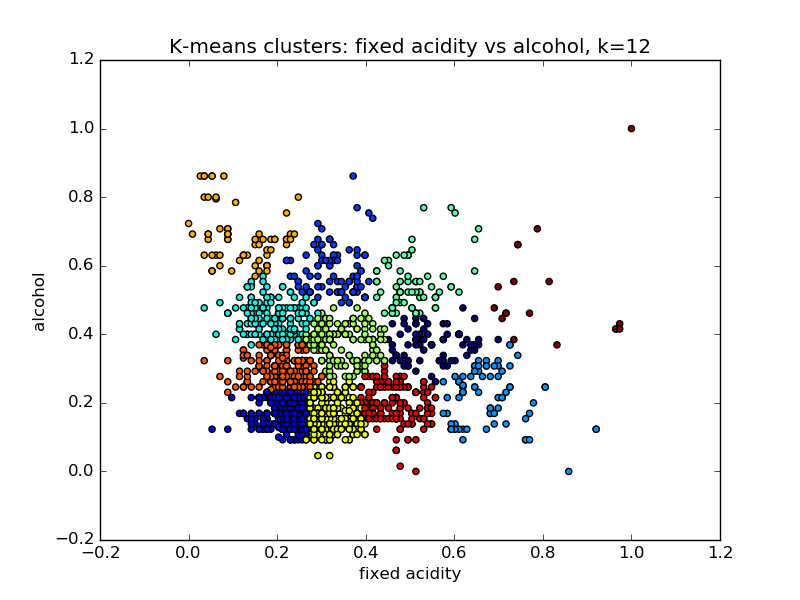 K-means clusters: fixed acidity vs alcohol, k=12
1.2
1.0
0.8
0.6
0.4
0.2
0.0
−0.2
alcohol
−0.2 0.0 0.2 0.4 0.6 0.8 1.0 1.2
fixed acidity